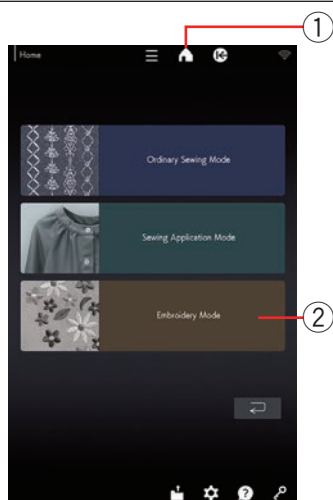 ①
Home
Ordinary Sewing Mode
Sewing Application Mode
Embroidery Mode
②